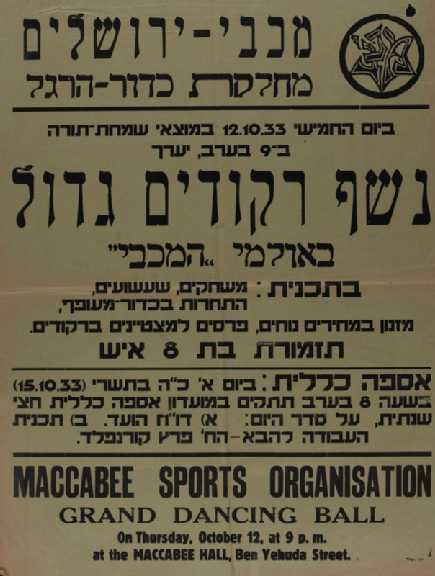 מכבי-ירושלים
מחלקת כדור-הרגל
ביום החמישי 12.10.33 במוצאי שמחת-תורה
ב-9 בערב, יערך
נשף רקודים גדול
באולמי "המכבי"
בתכנית: משחקים, שעשועים,
התחרות בכדור-מעופף,
מזנון במחירים נוחים, פרסים למצטיינים ברקודים.
תזמורת בת 8 איש
אספה כללית: ביום א' כ"ה בתשרי (15.10.33)
בשעה 8 בערב תתקים במועדון אספה כללית חצי
שנתית, על סדר היום: א) דו"ח הועד. ב) תכנית
העבודה להבא-הח' פרץ קורנפלד.
MACCABEE SPORTS ORGANISATION
GRAND DANCING BALL
On Thursday, October 12, at 9 p. m.
at the MACCABEE HALL, Ben Yehuda Street.